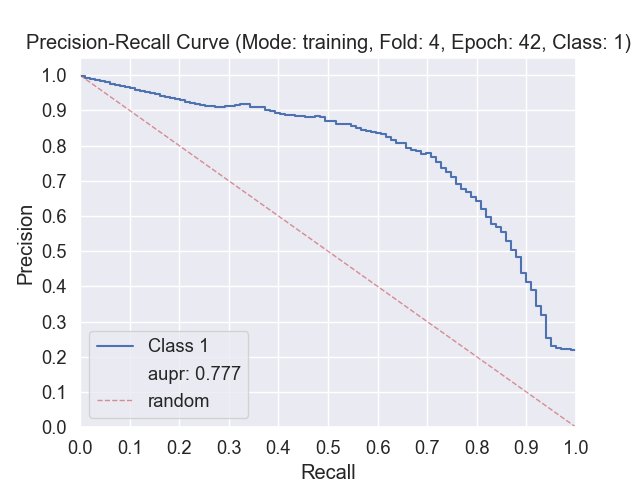 Precision-Recall Curve (Mode: training, Fold: 4, Epoch: 42, Class: 1)
1.0
0.9
0.8
0.7
0.6
0.5
0.4
0.3
0.2
0.1
0.0
Precision
Class 1
aupr: 0.777
random
0.0 0.1 0.2 0.3 0.4 0.5 0.6 0.7 0.8 0.9 1.0
Recall